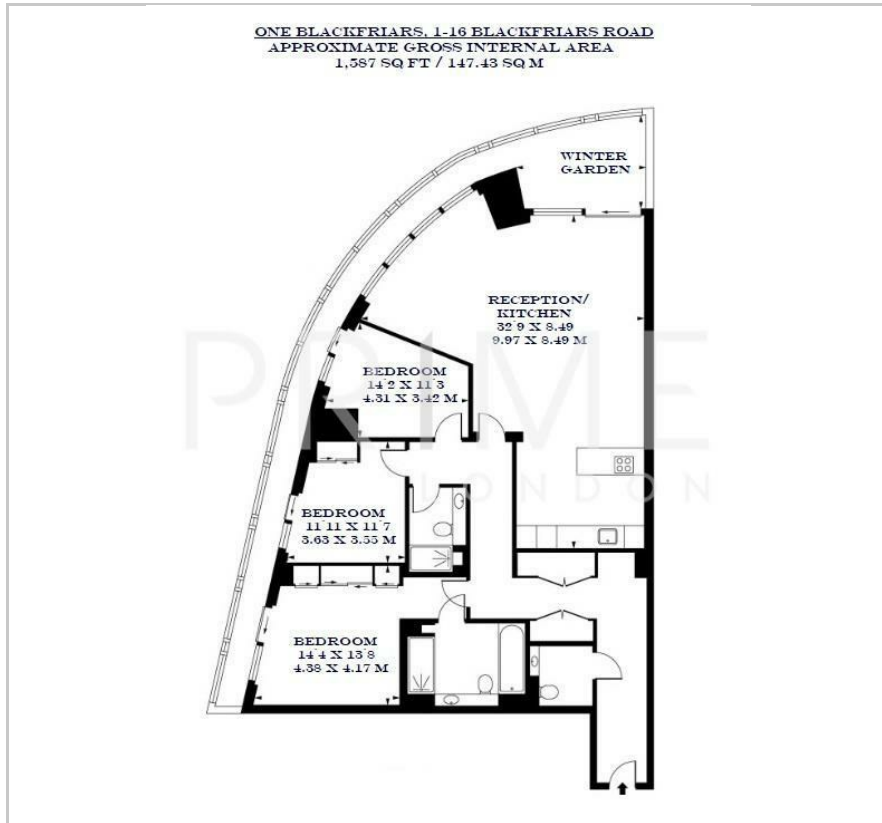 ONE BLACKFRIARS, 1-16 BLACKFRIARS ROAD
APPROXIMATE GROSS INTERNAL AREA
1,587 SQ FT / 147.43 SQ M
WINTER
GARDEN
RECEPTION/
KITCHEN
32'9 X 8.49
9.97 X 8.49 M
BEDROOM
14'2 X 11'3
4.31 X 3.42 M
PRIME
LONDON
BEDROOM
11'11 X 11'7
3.63 X 3.55 M
BEDROOM
14'4 X 13'8
4.38 X 4.17 M